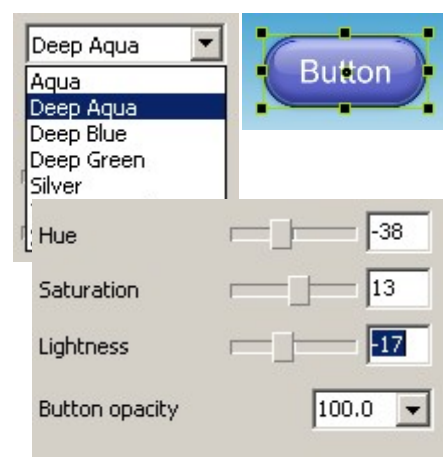 Deep Aqua
Button
Aqua
Deep Aqua
Deep Blue
Deep Green
Silver
Hue -38
Saturation 13
Lightness -17
Button opacity 100.0